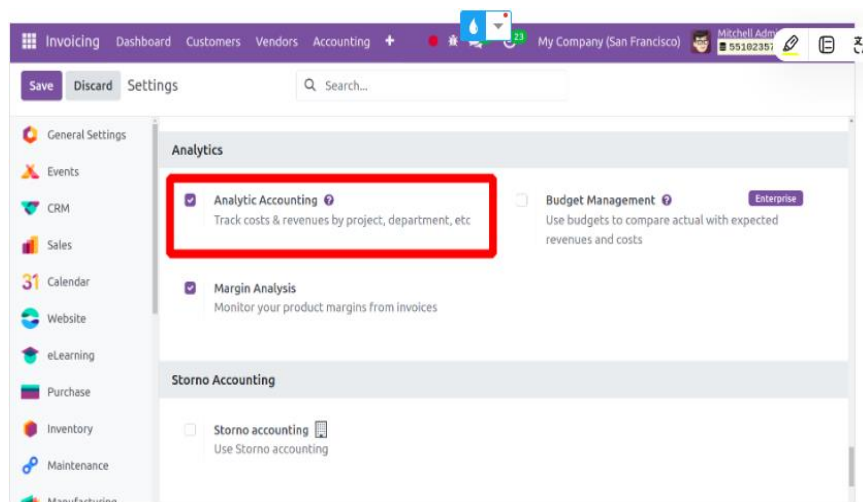 Invoicing Dashboard Customers Vendors Accounting + 23 My Company (San Francisco) Mitchell Adm
55102357
Save Discard Settings Search...
General Settings
Events
CRM
Sales
31 Calendar
Website
eLearning
Purchase
Inventory
Maintenance
Manufacturing
Analytics
Analytic Accounting ?
Track costs & revenues by project, department, etc
Budget Management ? Enterprise
Use budgets to compare actual with expected
revenues and costs
Margin Analysis
Monitor your product margins from invoices
Storno Accounting
Storno accounting
Use Storno accounting